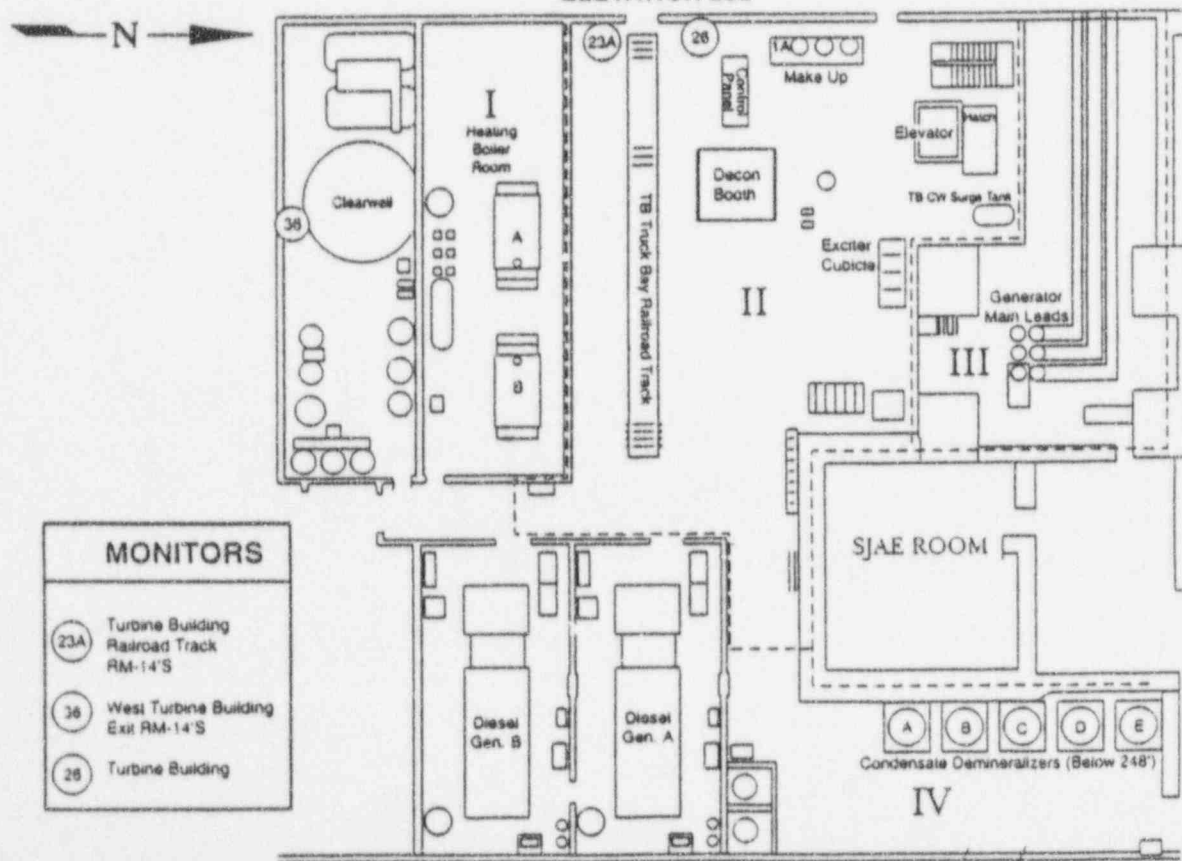 N
23A
26
1A
Make Up
Control
Panel
I
Heating
Boiler
Room
Elevator
Hatch
Clearwell
36
A
Decon
Booth
TB Truck Bay Railroad Track
TB CW Surge Tank
Exciter
Cubicle
II
Generator
Main Leads
III
B
MONITORS
23A
Turbine Building
Railroad Track
RM-14'S
36
West Turbine Building
Exit RM-14'S
26
Turbine Building
SJAE ROOM
Diesel
Gen. B
Diesel
Gen. A
A
B
C
D
E
Condensate Demineralizers (Below 248')
IV